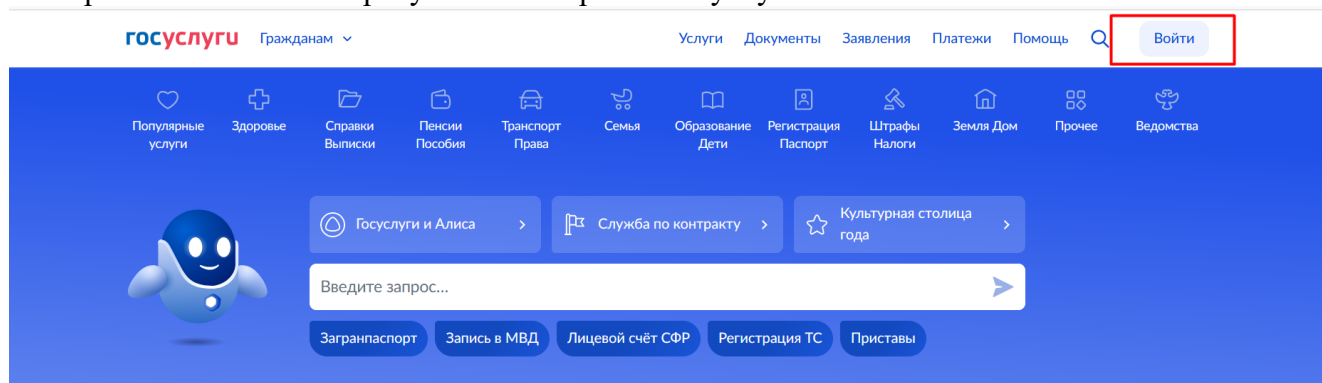 госуслуги Гражданам Услуги Документы Заявления Платежи Помощь Войти
Популярные услуги
Здоровье
Справки Выписки
Пенсии Пособия
Транспорт Права
Семья
Образование Дети
Регистрация Паспорт
Штрафы Налоги
Земля Дом
Прочее
Ведомства
Госуслуги и Алиса
Служба по контракту
Культурная столица
года
Введите запрос...
Загранпаспорт Запись в МВД Лицевой счёт СФР Регистрация ТС Приставы